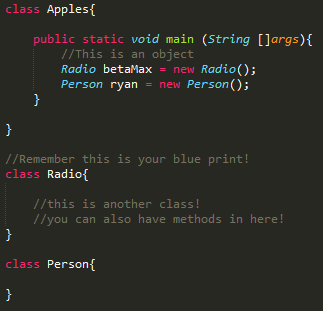 class Apples{
public static void main (String []args){
//This is an object
Radio betaMax = new Radio();
Person ryan = new Person();
}
}
//Remember this is your blue print!
class Radio{
//this is another class!
//you can also have methods in here!
}
class Person{
}